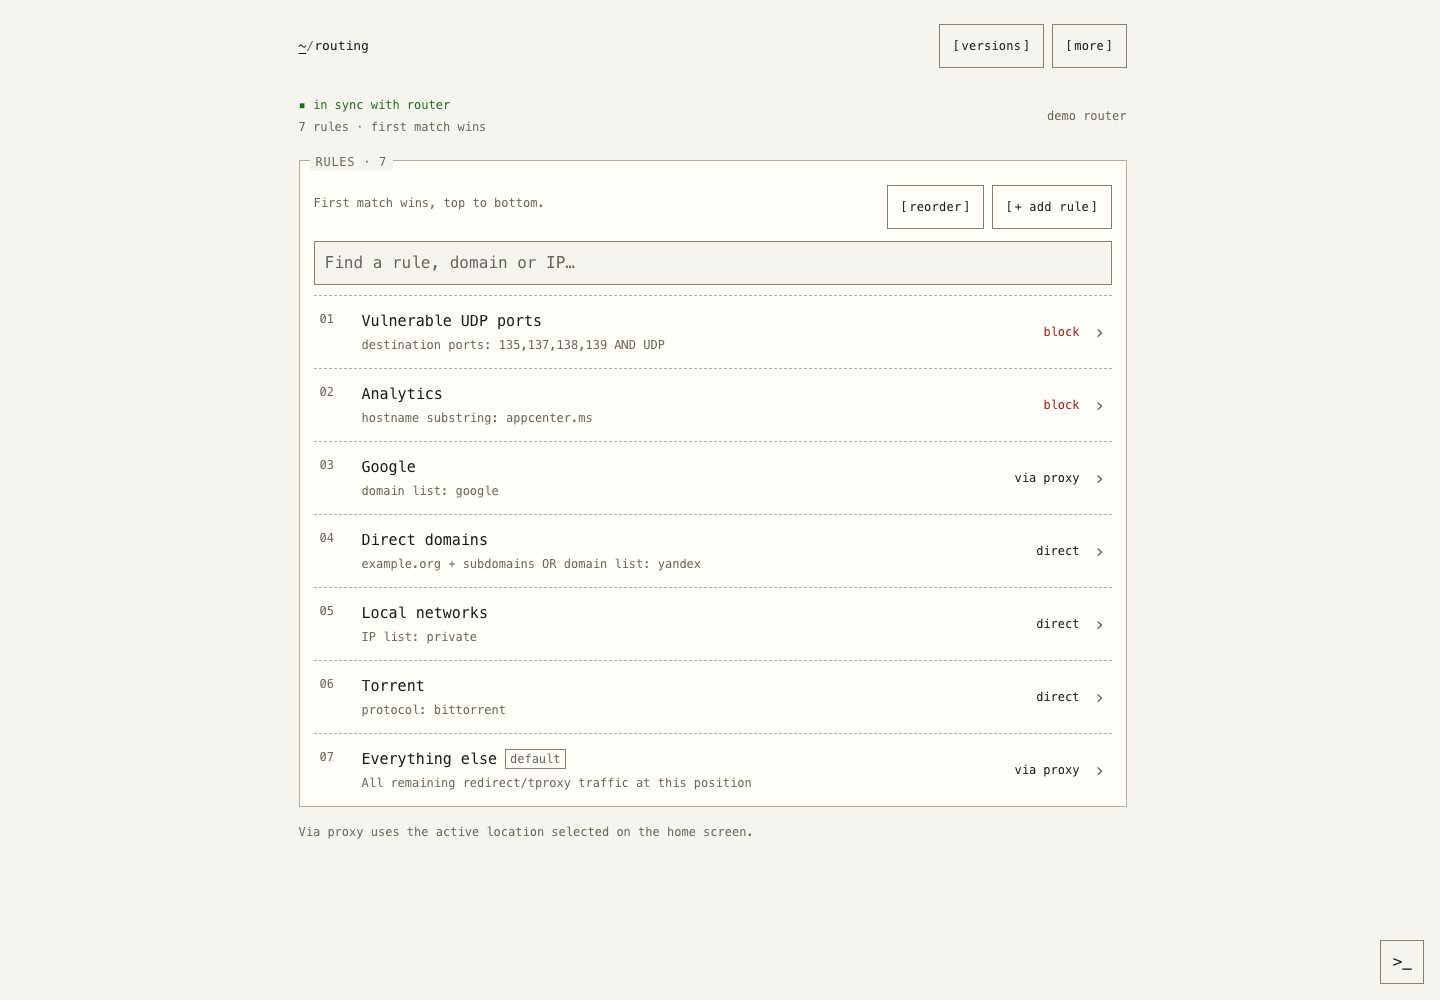 ~/routing
[versions] [more]
▪ in sync with router
7 rules · first match wins
demo router
RULES · 7
First match wins, top to bottom.
[reorder] [+ add rule]
Find a rule, domain or IP…
01 Vulnerable UDP ports
destination ports: 135,137,138,139 AND UDP
block ›
02 Analytics
hostname substring: appcenter.ms
block ›
03 Google
domain list: google
via proxy ›
04 Direct domains
example.org + subdomains OR domain list: yandex
direct ›
05 Local networks
IP list: private
direct ›
06 Torrent
protocol: bittorrent
direct ›
07 Everything else default
All remaining redirect/tproxy traffic at this position
via proxy ›
Via proxy uses the active location selected on the home screen.
>_